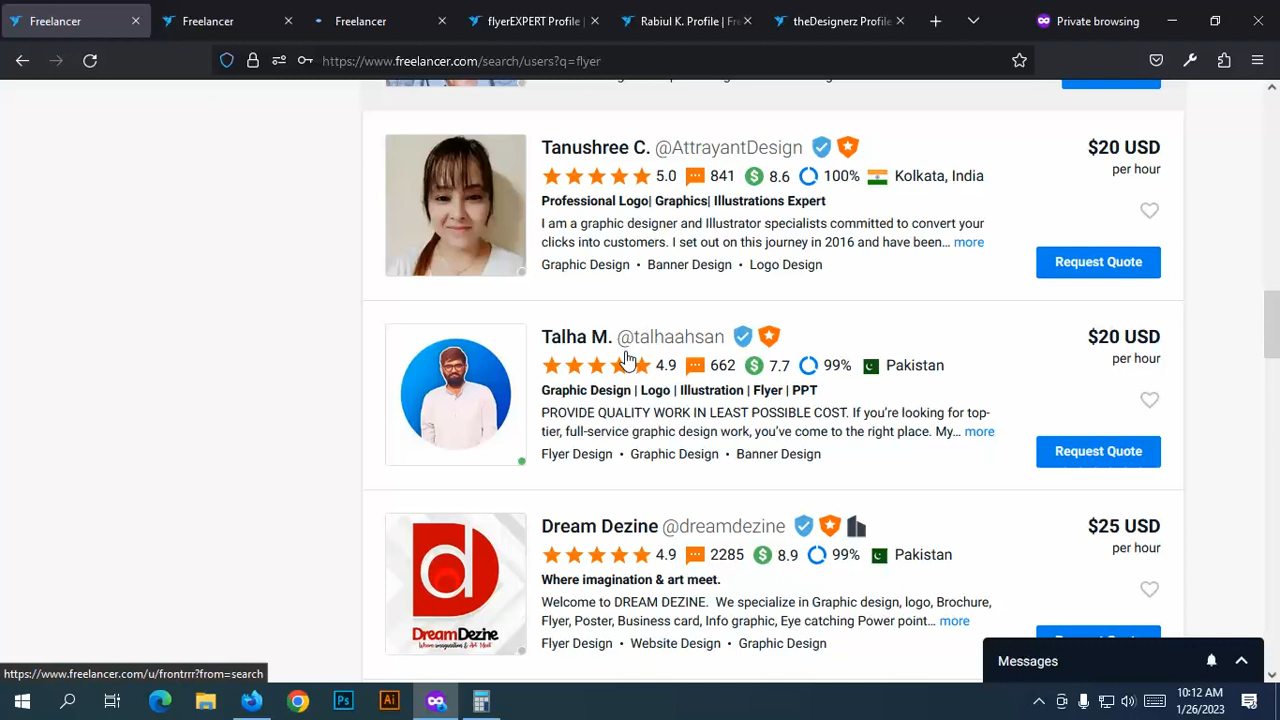 Freelancer
Freelancer
Freelancer
flyerEXPERT Profile |
Rabiul K. Profile | Fre
theDesignerz Profile
Private browsing
https://www.freelancer.com/search/users?q=flyer
Tanushree C. @AttrayantDesign
$20 USD
per hour
5.0 841 8.6 100% Kolkata, India
Professional Logo| Graphics| Illustrations Expert
I am a graphic designer and Illustrator specialists committed to convert your
clicks into customers. I set out on this journey in 2016 and have been... more
Graphic Design • Banner Design • Logo Design
Request Quote
Talha M. @talhaahsan
$20 USD
per hour
4.9 662 7.7 99% Pakistan
Graphic Design | Logo | Illustration | Flyer | PPT
PROVIDE QUALITY WORK IN LEAST POSSIBLE COST. If you're looking for top-
tier, full-service graphic design work, you've come to the right place. My... more
Flyer Design • Graphic Design • Banner Design
Request Quote
Dream Dezine @dreamdezine
$25 USD
per hour
4.9 2285 8.9 99% Pakistan
Where imagination & art meet.
Welcome to DREAM DEZINE. We specialize in Graphic design, logo, Brochure,
Flyer, Poster, Business card, Info graphic, Eye catching Power point... more
Flyer Design • Website Design • Graphic Design
d
DreamDezine
Where imagination & Art Meet
Messages
https://www.freelancer.com/u/frontrrr?from=search
Ps
Ai
10:12 AM
1/26/2023